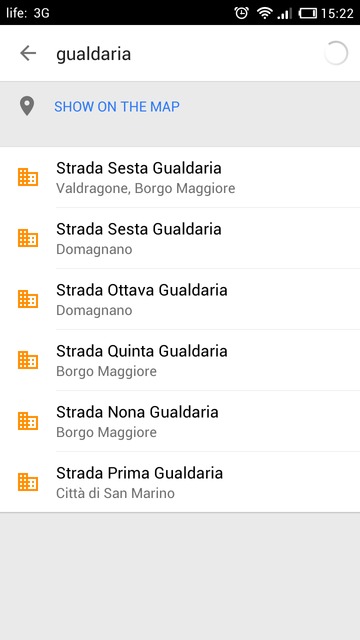 life: 3G 15:22
gualdaria
SHOW ON THE MAP
Strada Sesta Gualdaria
Valdragone, Borgo Maggiore
Strada Sesta Gualdaria
Domagnano
Strada Ottava Gualdaria
Domagnano
Strada Quinta Gualdaria
Borgo Maggiore
Strada Nona Gualdaria
Borgo Maggiore
Strada Prima Gualdaria
Città di San Marino